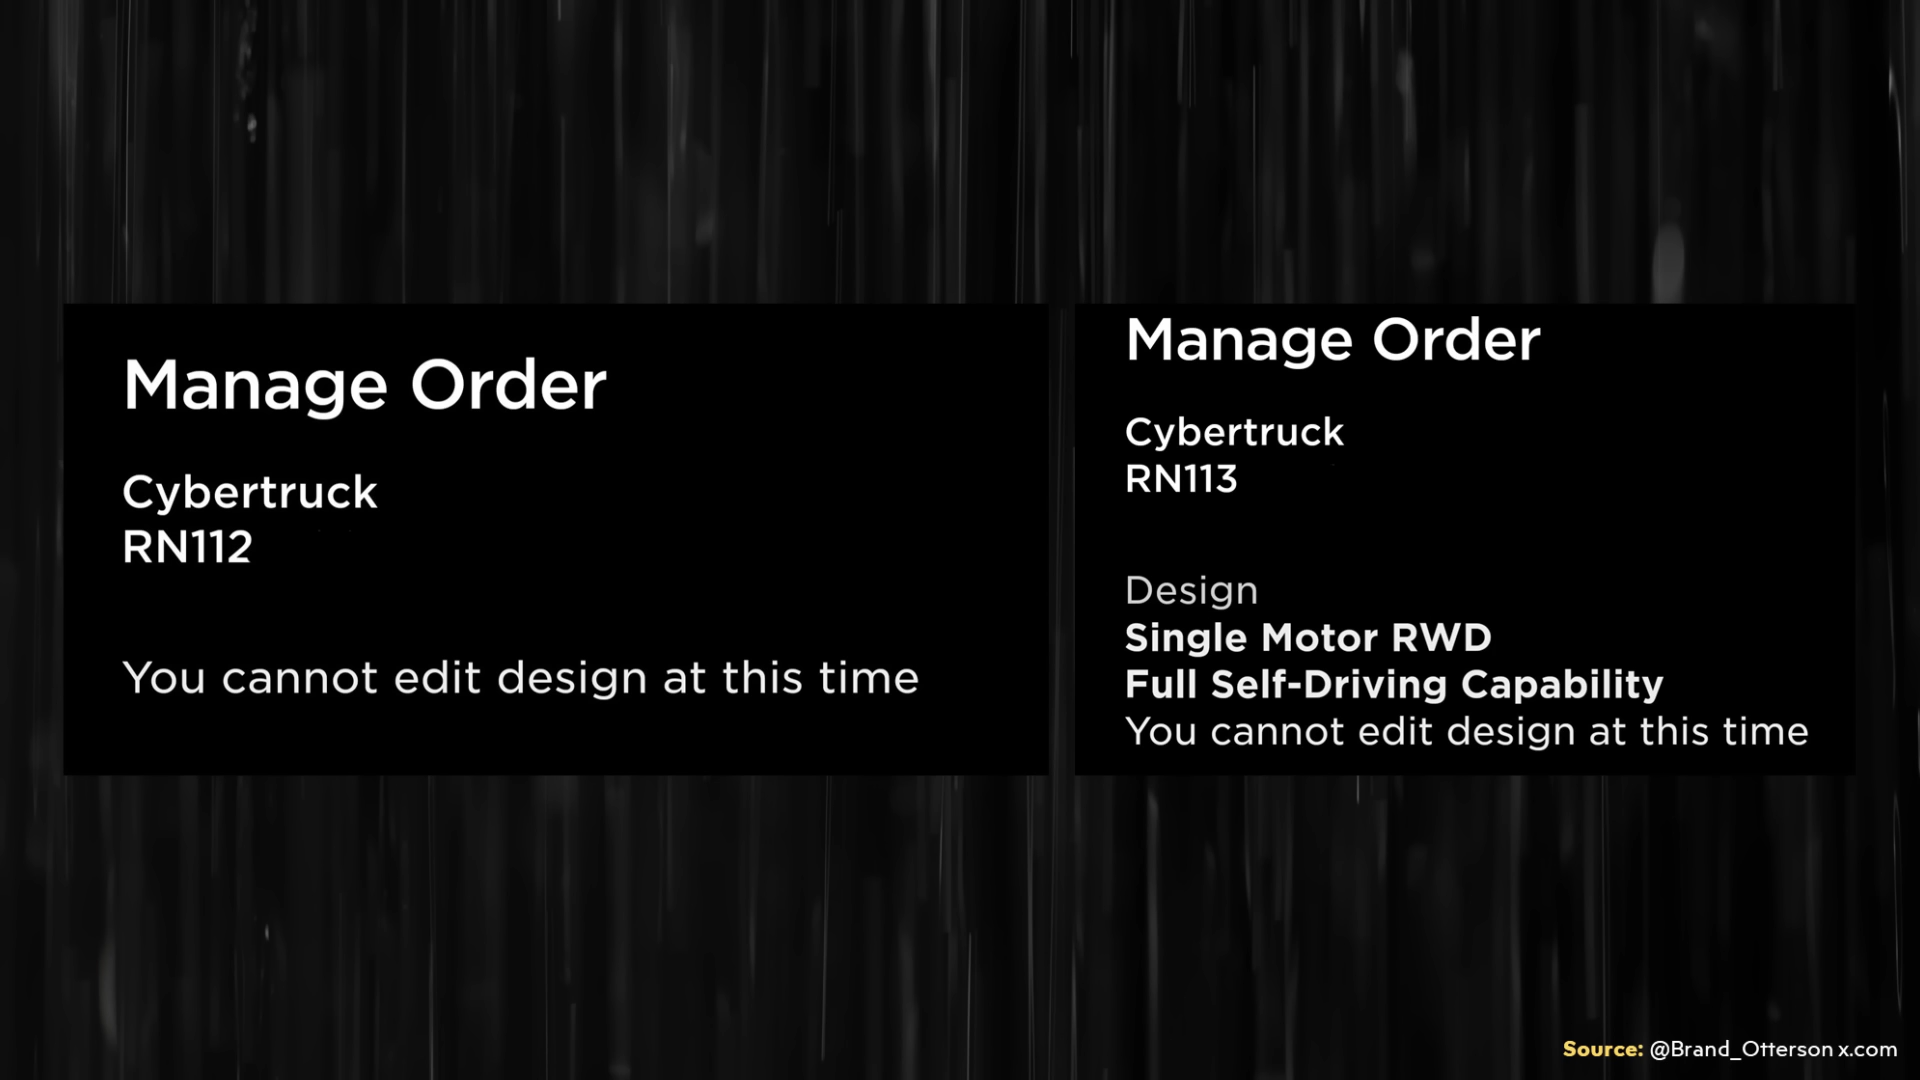 Manage Order
Cybertruck
RN112
You cannot edit design at this time
Manage Order
Cybertruck
RN113
Design
Single Motor RWD
Full Self-Driving Capability
You cannot edit design at this time
Source: @Brand_Otterson x.com